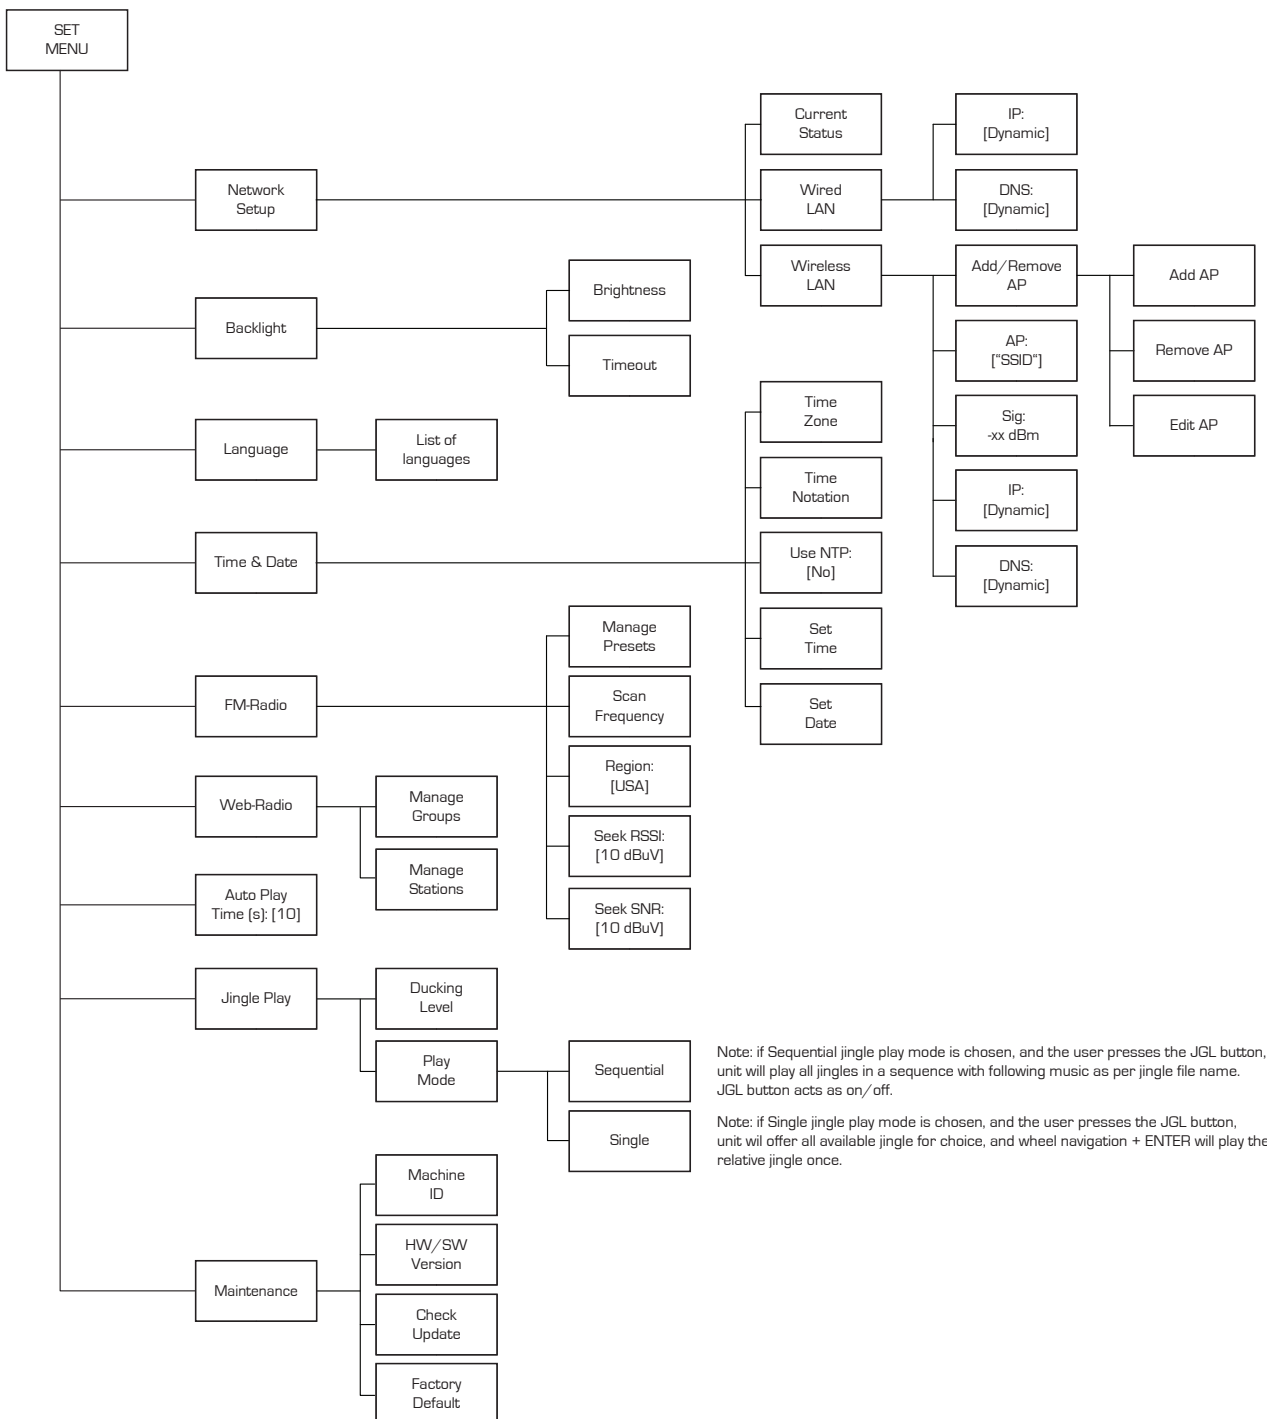 SET
MENU
Network
Setup
Current
Status
Wired
LAN
IP:
[Dynamic]
DNS:
[Dynamic]
Wireless
LAN
Add/Remove
AP
Add AP
Remove AP
Edit AP
AP:
["SSID"]
Sig:
-xx dBm
IP:
[Dynamic]
DNS:
[Dynamic]
Backlight
Brightness
Timeout
Language
List of
languages
Time & Date
Time
Zone
Time
Notation
Use NTP:
[No]
Set
Time
Set
Date
FM-Radio
Manage
Presets
Scan
Frequency
Region:
[USA]
Seek RSSI:
[10 dBuV]
Seek SNR:
[10 dBuV]
Web-Radio
Manage
Groups
Manage
Stations
Auto Play
Time (s): [10]
Jingle Play
Ducking
Level
Play
Mode
Sequential
Single
Note: if Sequential jingle play mode is chosen, and the user presses the JGL button,
unit will play all jingles in a sequence with following music as per jingle file name.
JGL button acts as on/off.
Note: if Single jingle play mode is chosen, and the user presses the JGL button,
unit wil offer all available jingle for choice, and wheel navigation + ENTER will play the
relative jingle once.
Maintenance
Machine
ID
HW/SW
Version
Check
Update
Factory
Default